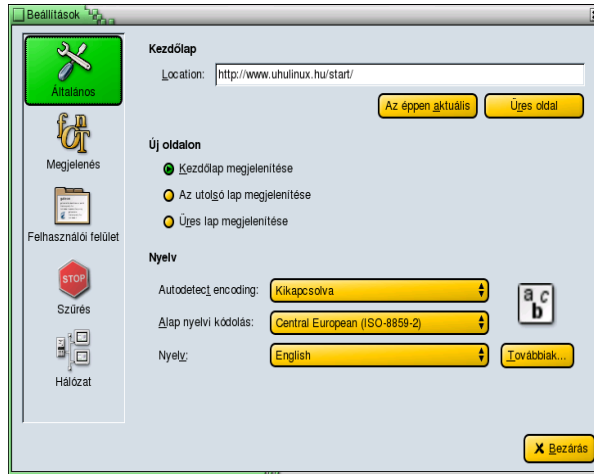 Beállítások
Általános
Megjelenés
Felhasználói felület
STOP
Szűrés
Hálózat
Kezdőlap
Location: http://www.uhulinux.hu/start/
Az éppen aktuális
Üres oldal
Új oldalon
Kezdőlap megjelenítése
Az utolsó lap megjelenítése
Üres lap megjelenítése
Nyelv
Autodetect encoding: Kikapcsolva
Alap nyelvi kódolás: Central European (ISO-8859-2)
Nyelv: English
Továbbiak...
a c
b
X Bezárás